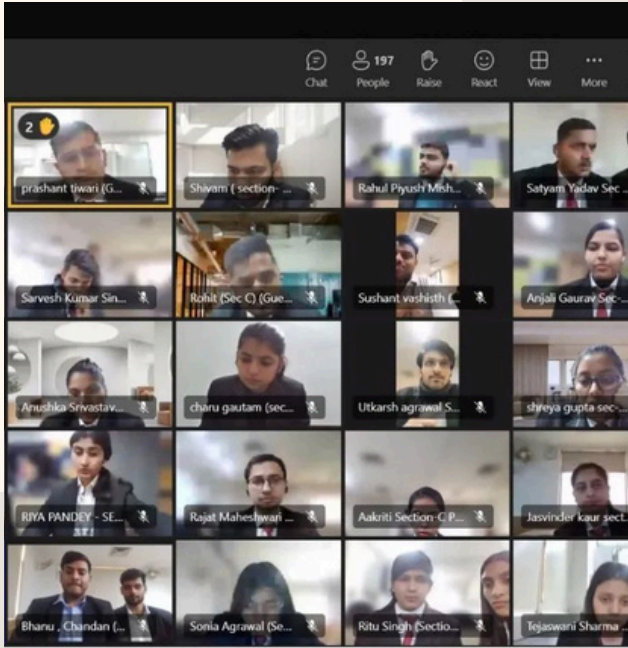 197
Chat People Raise React View More
2
prashant tiwari (G...
Shivam ( section- ...
Rahul Piyush Mish...
Satyam Yadav Sec ...
Sarvesh Kumar Sin...
Rohit (Sec C) (Gue...
Sushant vashisth (...
Anjali Gaurav Sec-...
Anushka Srivastav...
charu gautam (sec...
Utkarsh agrawal S...
shreya gupta sec-...
RIYA PANDEY - SE...
Rajat Maheshwari ...
Aakriti Section-C P...
Jasvinder kaur sect...
Bhanu , Chandan (...
Sonia Agrawal (Se...
Ritu Singh (Sectio...
Tejaswani Sharma ...